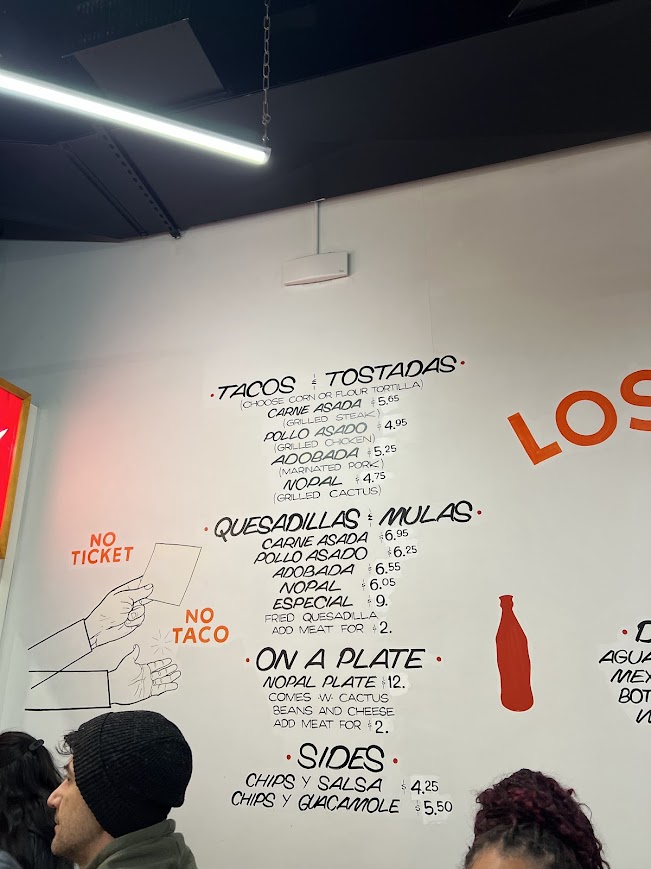 • TACOS & TOSTADAS •
(CHOOSE CORN OR FLOUR TORTILLA)
CARNE ASADA $5.65
(GRILLED STEAK)
POLLO ASADO $4.95
(GRILLED CHICKEN)
ADOBADA $5.25
(MARINATED PORK)
NOPAL $4.75
(GRILLED CACTUS)
• QUESADILLAS & MULAS •
CARNE ASADA $6.95
POLLO ASADO $6.25
ADOBADA $6.55
NOPAL $6.05
ESPECIAL $9.
FRIED QUESADILLA
ADD MEAT FOR $2.
• ON A PLATE •
NOPAL PLATE $12.
COMES -W- CACTUS
BEANS AND CHEESE
ADD MEAT FOR $2.
• SIDES •
CHIPS Y SALSA $4.25
CHIPS Y GUACAMOLE $5.50
NO
TICKET
NO
TACO
LOS
AGUA
MEX
BOT